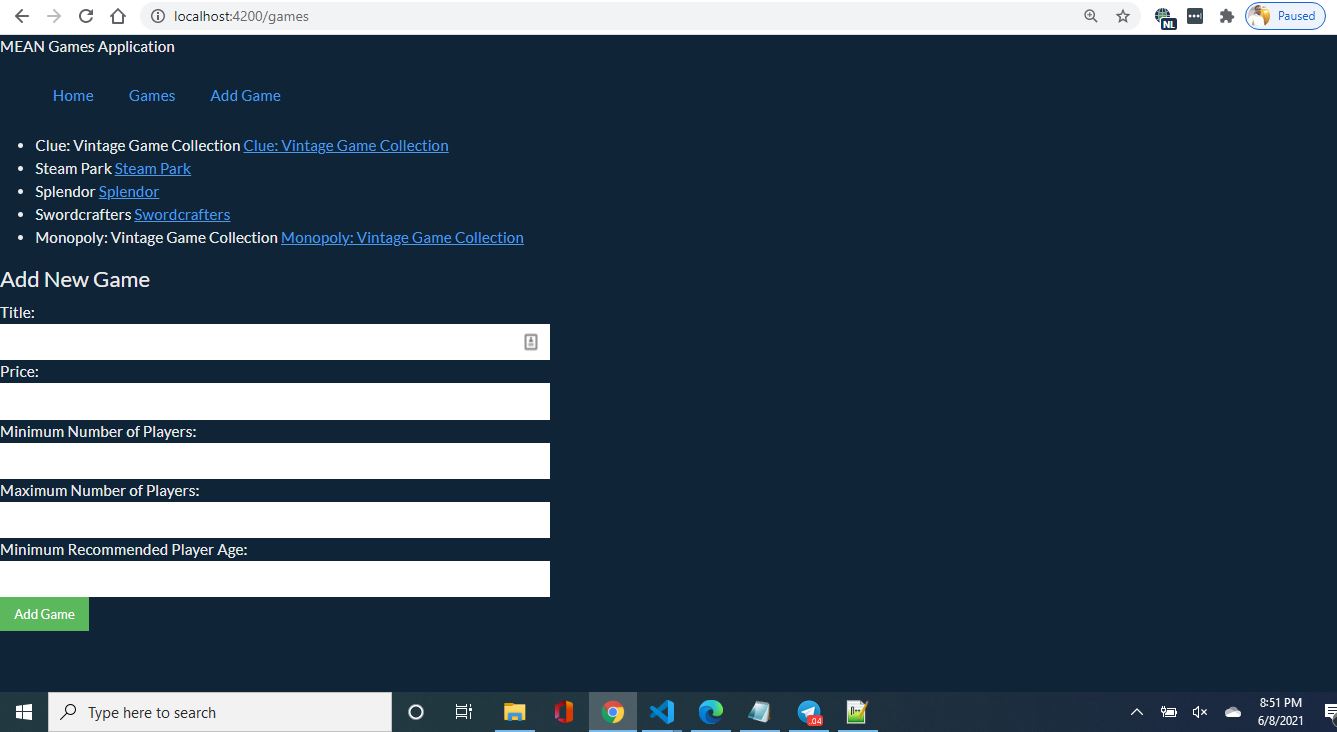 localhost:4200/games
NL
Paused
MEAN Games Application
Home Games Add Game
Clue: Vintage Game Collection Clue: Vintage Game Collection
Steam Park Steam Park
Splendor Splendor
Swordcrafters Swordcrafters
Monopoly: Vintage Game Collection Monopoly: Vintage Game Collection
Add New Game
Title:
Price:
Minimum Number of Players:
Maximum Number of Players:
Minimum Recommended Player Age:
Add Game
Type here to search
.04
8:51 PM
6/8/2021